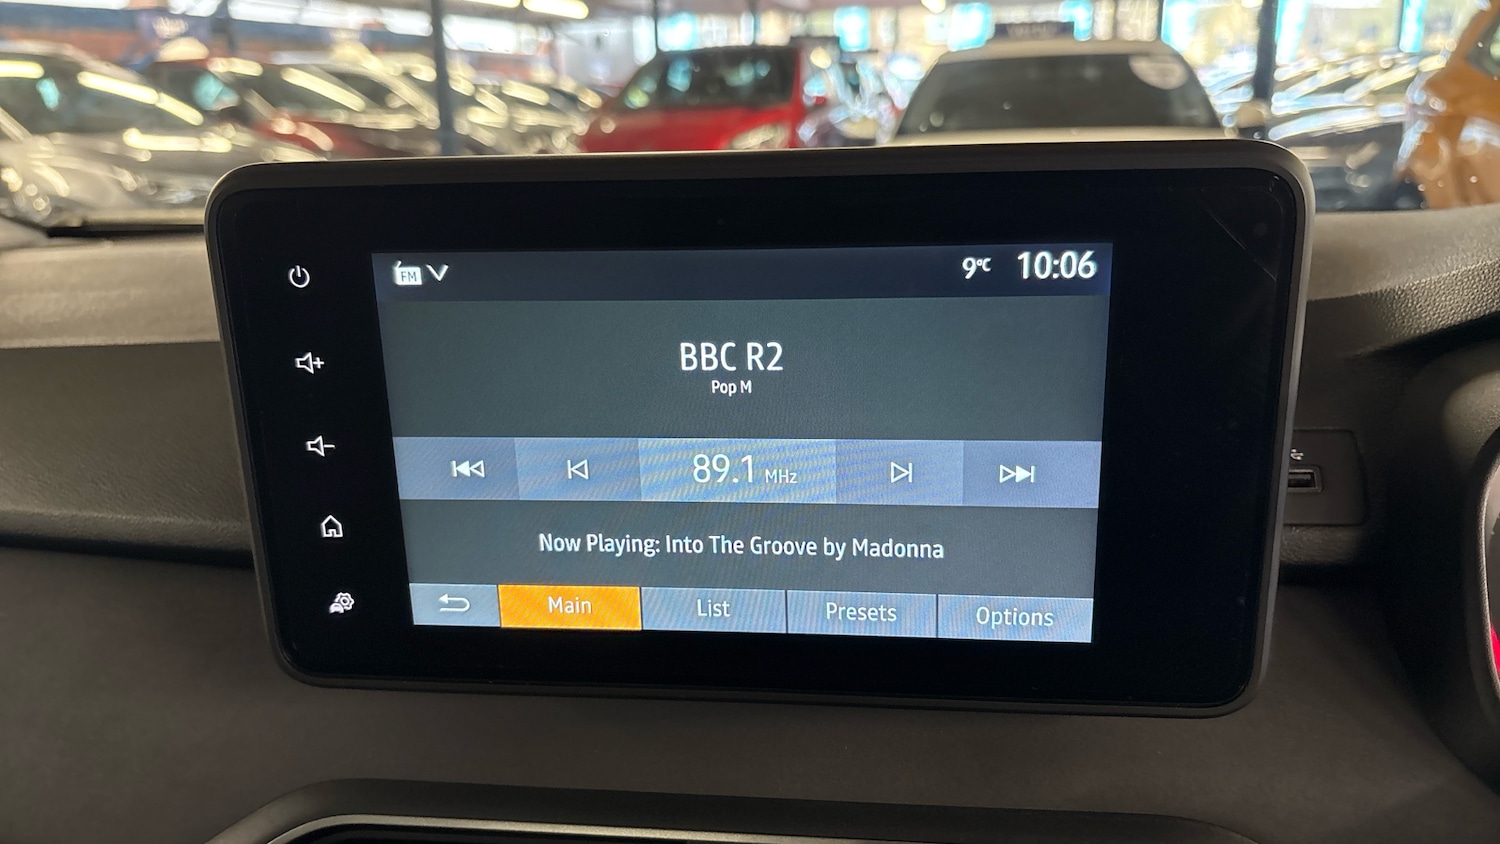 FM 9°C 10:06
BBC R2
Pop M
89.1 MHz
Now Playing: Into The Groove by Madonna
Main List Presets Options